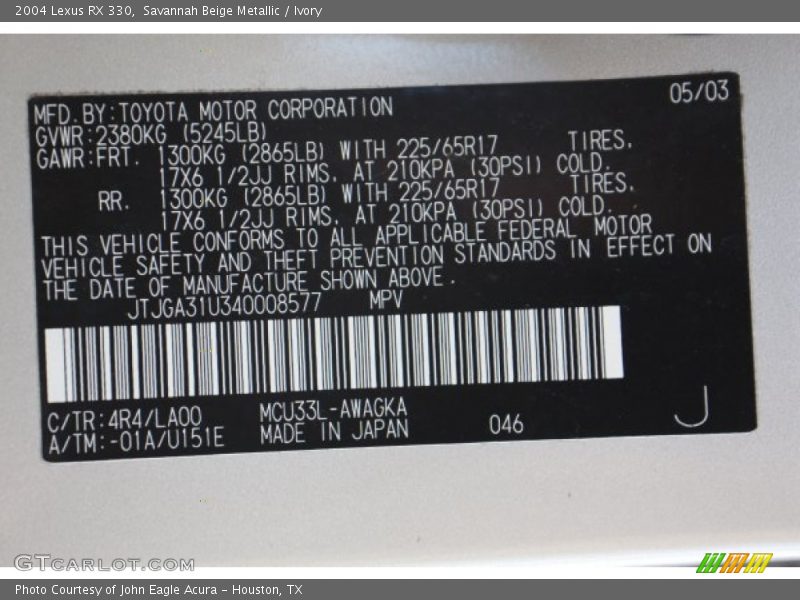 2004 Lexus RX 330,  Savannah Beige Metallic / Ivory
05/03
MFD.BY:TOYOTA MOTOR CORPORATION
GVWR:2380KG (5245LB)
GAWR:FRT. 1300KG (2865LB) WITH 225/65R17 TIRES.
17X6 1/2JJ RIMS. AT 210KPA (30PSI) COLD.
RR. 1300KG (2865LB) WITH 225/65R17 TIRES.
17X6 1/2JJ RIMS. AT 210KPA (30PSI) COLD.
THIS VEHICLE CONFORMS TO ALL APPLICABLE FEDERAL MOTOR
VEHICLE SAFETY AND THEFT PREVENTION STANDARDS IN EFFECT ON
THE DATE OF MANUFACTURE SHOWN ABOVE.
JTJGA31U340008577 MPV
C/TR:4R4/LA00 MCU33L-AWAGKA
A/TM:-01A/U151E MADE IN JAPAN 046 J
GTCARLOT.COM
Photo Courtesy of John Eagle Acura - Houston, TX